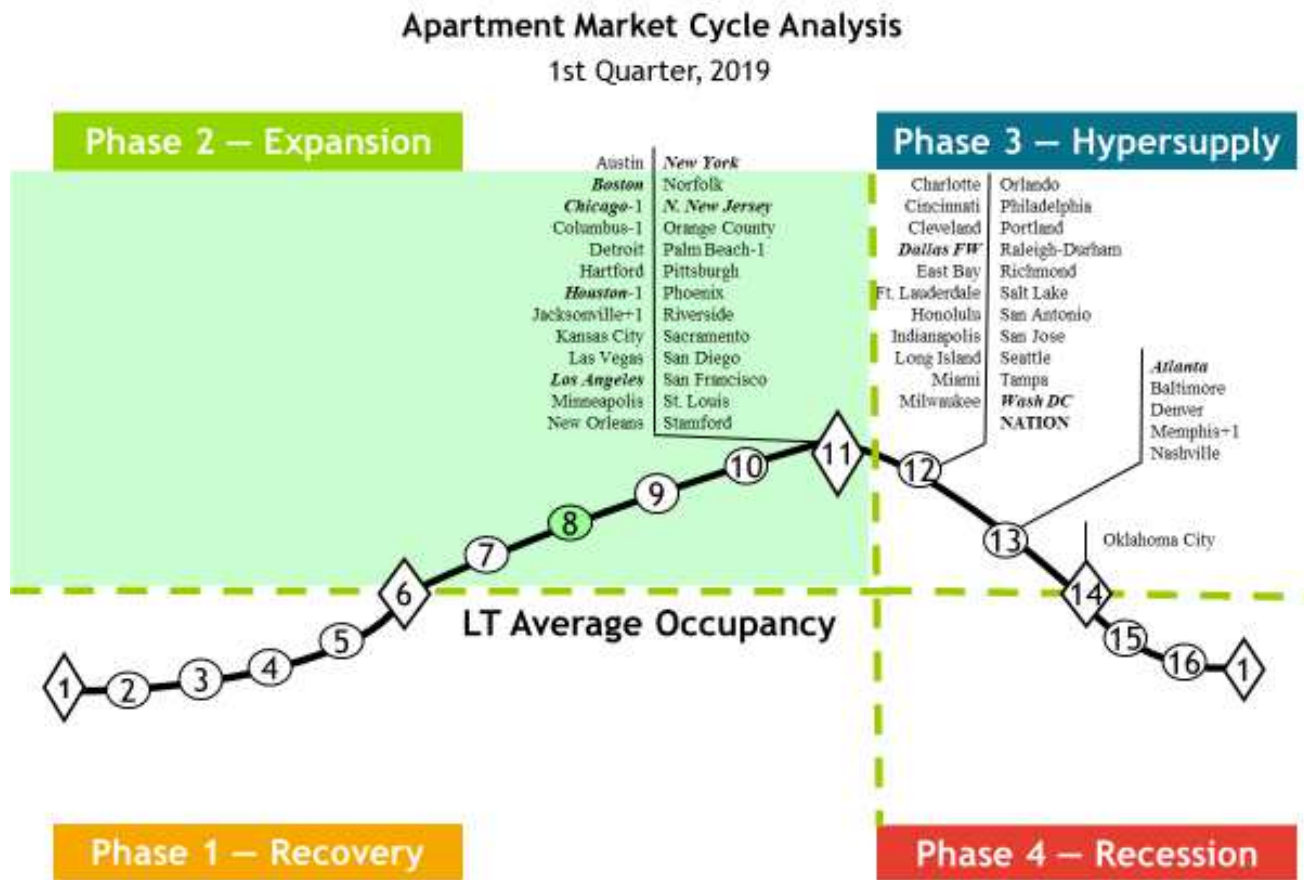 Apartment Market Cycle Analysis
1st Quarter, 2019
Phase 2 — Expansion
Phase 3 — Hypersupply
Austin
Boston
Chicago-1
Columbus-1
Detroit
Hartford
Houston-1
Jacksonville+1
Kansas City
Las Vegas
Los Angeles
Minneapolis
New Orleans
New York
Norfolk
N. New Jersey
Orange County
Palm Beach-1
Pittsburgh
Phoenix
Riverside
Sacramento
San Diego
San Francisco
St. Louis
Stamford
Charlotte
Cincinnati
Cleveland
Dallas FW
East Bay
Ft. Lauderdale
Honolulu
Indianapolis
Long Island
Miami
Milwaukee
Orlando
Philadelphia
Portland
Raleigh-Durham
Richmond
Salt Lake
San Antonio
San Jose
Seattle
Tampa
Wash DC
NATION
Atlanta
Baltimore
Denver
Memphis+1
Nashville
Oklahoma City
1
2
3
4
5
6
7
8
9
10
11
12
13
14
15
16
1
LT Average Occupancy
Phase 1 — Recovery
Phase 4 — Recession